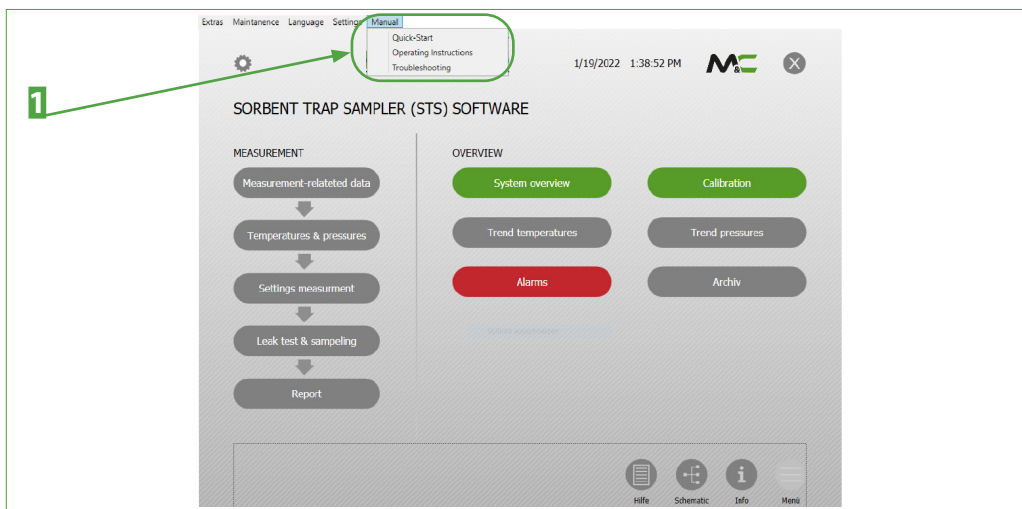 Extras Maintanence Language Settings Manual
Quick-Start
Operating Instructions
Troubleshooting
1
1/19/2022 1:38:52 PM
M&C
X
SORBENT TRAP SAMPLER (STS) SOFTWARE
MEASUREMENT
Measurement-relateted data
Temperatures & pressures
Settings measurment
Leak test & sampeling
Report
OVERVIEW
System overview
Calibration
Trend temperatures
Trend pressures
Alarms
Archiv
Hilfe
Schematic
Info
Menü